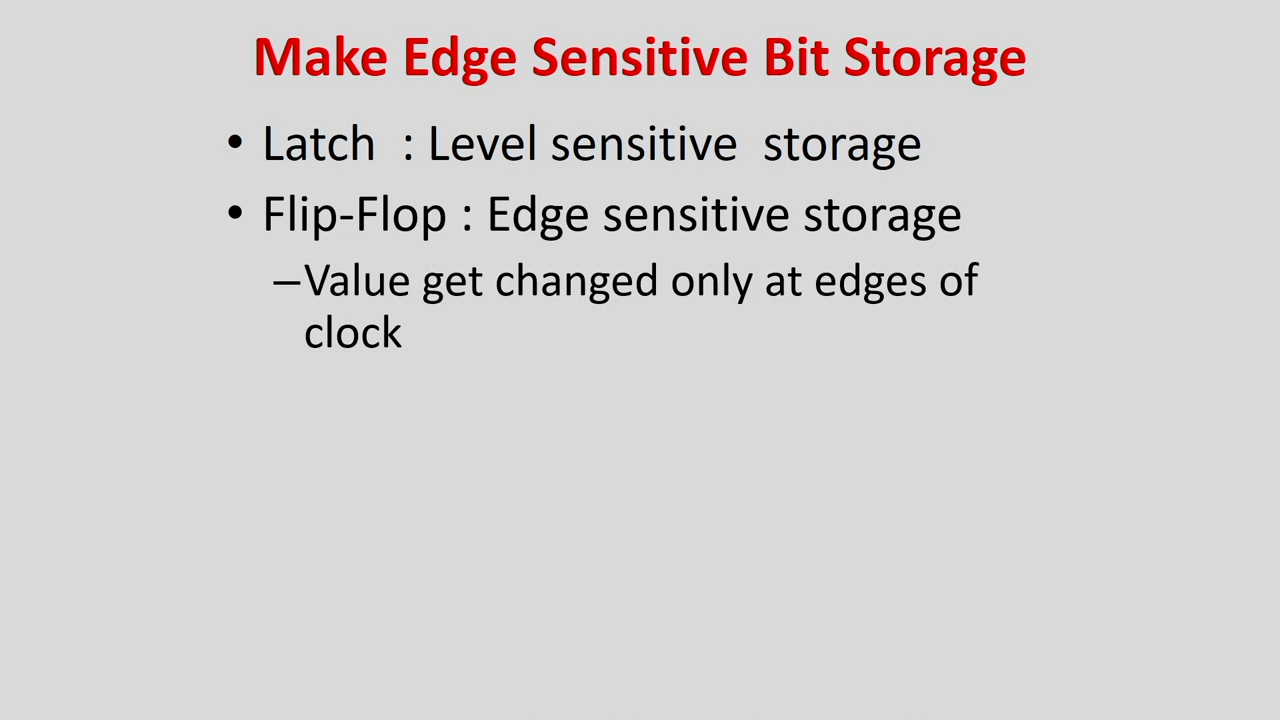 Make Edge Sensitive Bit Storage
• Latch : Level sensitive storage
• Flip-Flop : Edge sensitive storage
–Value get changed only at edges of
clock